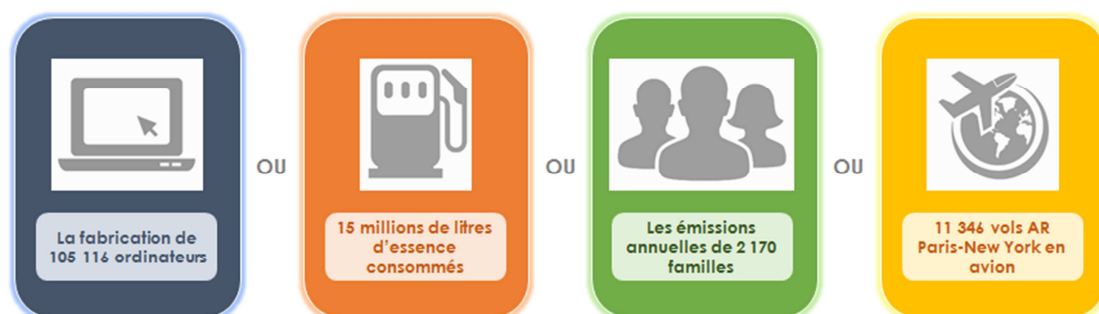 La fabrication de
105 116 ordinateurs
OU
15 millions de litres
d'essence
consommés
OU
Les émissions
annuelles de 2 170
familles
OU
11 346 vols AR
Paris-New York en
avion